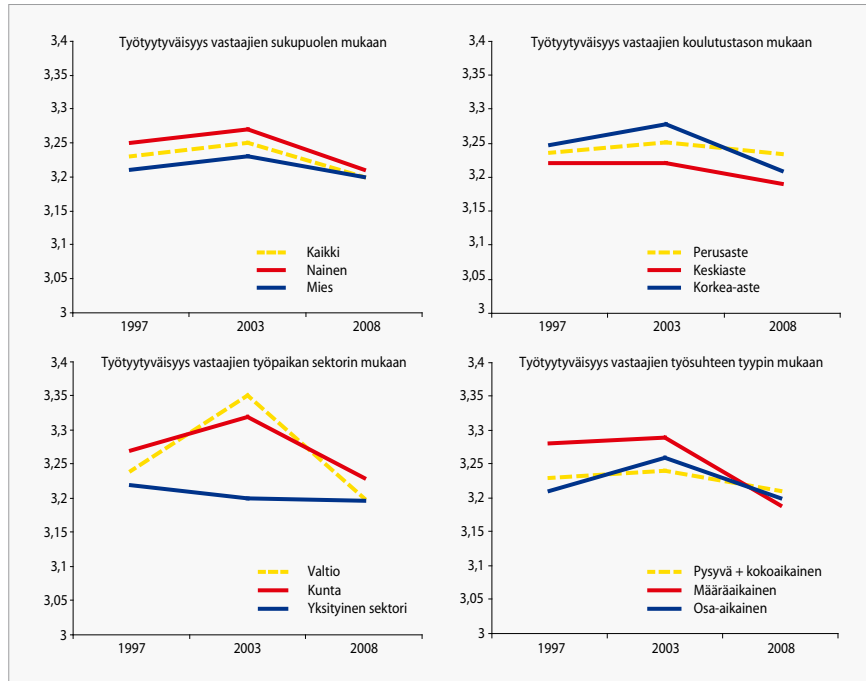 Työtyytyväisyys vastaajien sukupuolen mukaan
3,4
3,35
3,3
3,25
3,2
3,15
3,1
3,05
3
Kaikki
Nainen
Mies
1997 2003 2008
Työtyytyväisyys vastaajien koulutustason mukaan
3,4
3,35
3,3
3,25
3,2
3,15
3,1
3,05
3
Perusaste
Keskiaste
Korkea-aste
1997 2003 2008
Työtyytyväisyys vastaajien työpaikan sektorin mukaan
3,4
3,35
3,3
3,25
3,2
3,15
3,1
3,05
3
Valtio
Kunta
Yksityinen sektori
1997 2003 2008
Työtyytyväisyys vastaajien työsuhteen tyypin mukaan
3,4
3,35
3,3
3,25
3,2
3,15
3,1
3,05
3
Pysyvä + kokoaikainen
Määräaikainen
Osa-aikainen
1997 2003 2008